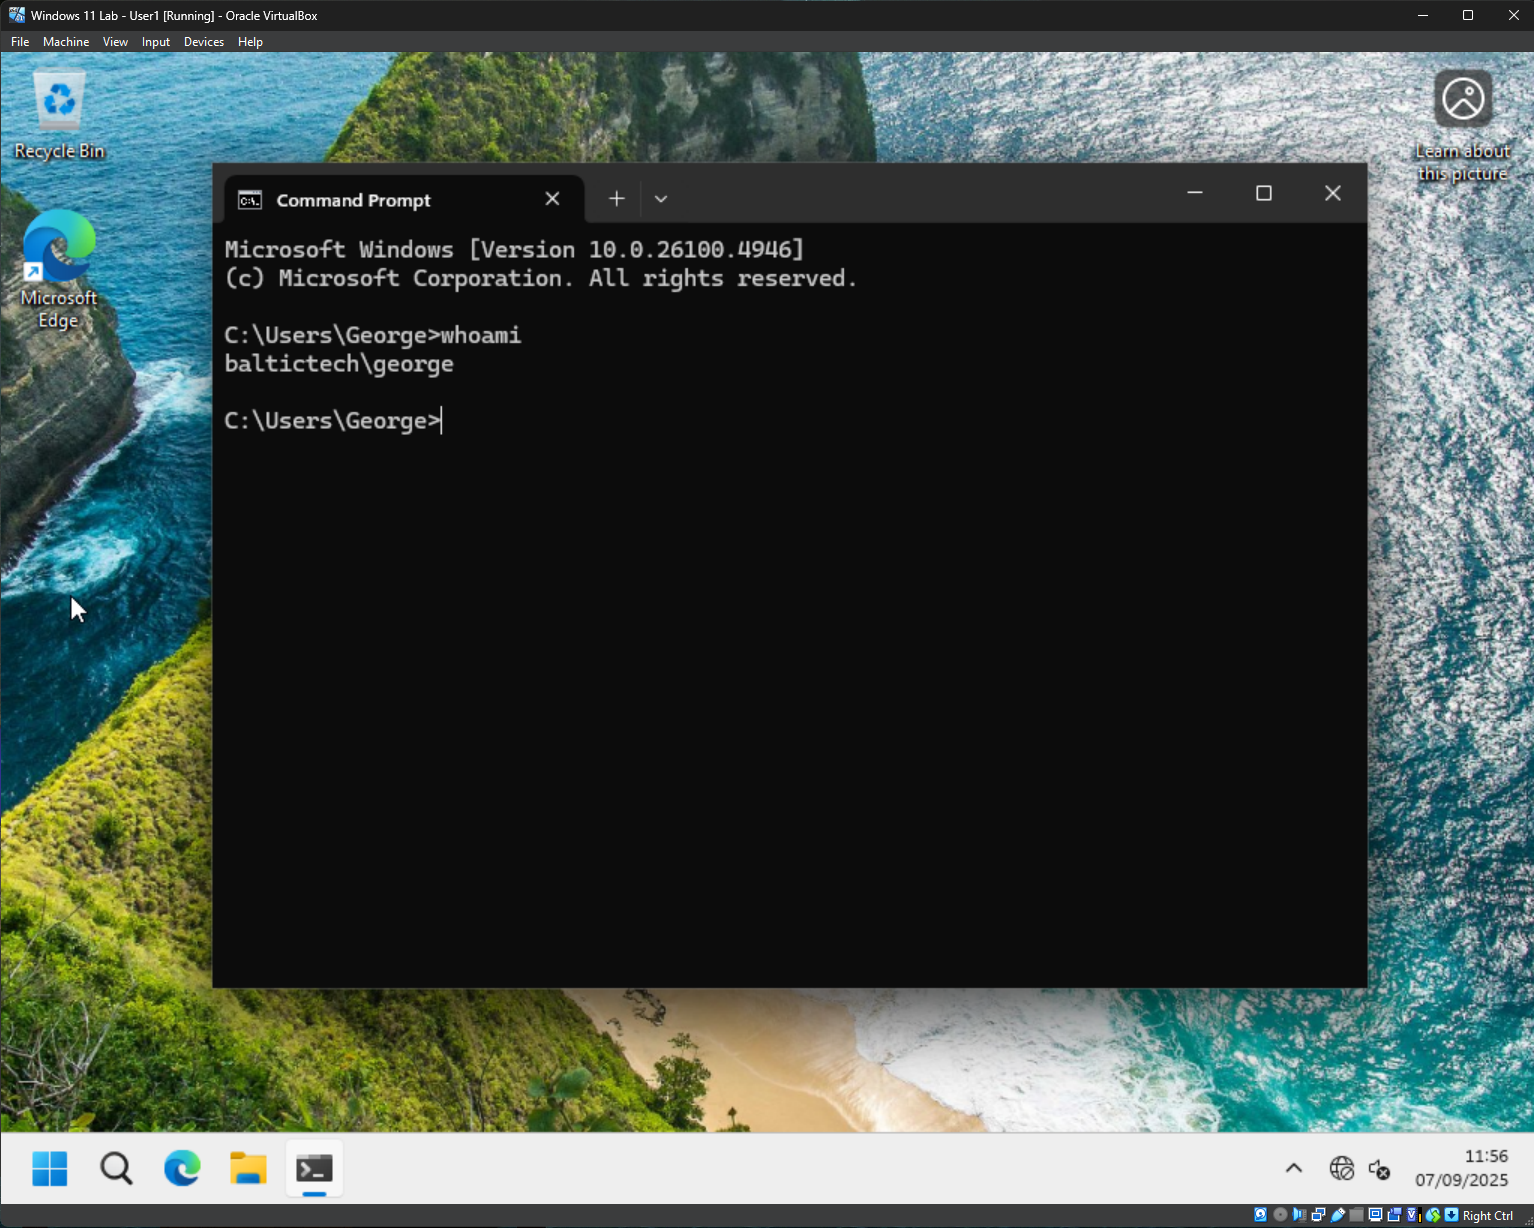 Windows 11 Lab - User1 [Running] - Oracle VirtualBox
File Machine View Input Devices Help
Recycle Bin
Learn about
this picture
Microsoft
Edge
Command Prompt
Microsoft Windows [Version 10.0.26100.4946]
(c) Microsoft Corporation. All rights reserved.
C:\Users\George>whoami
baltictech\george
C:\Users\George>
11:56
07/09/2025
Right Ctrl